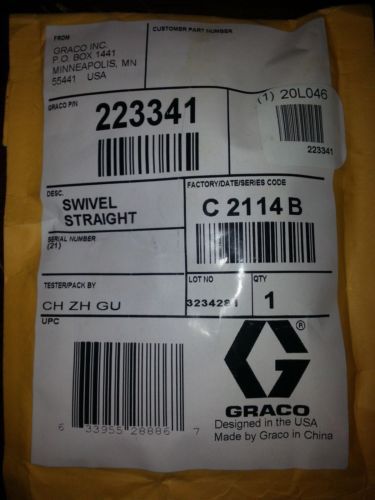 FROM
GRACO INC.
P.O. BOX 1441
MINNEAPOLIS, MN
55441 USA
CUSTOMER PART NUMBER
GRACO P/N
223341
(1) 20L046
223341
DESC.
SWIVEL
STRAIGHT
FACTORY/DATE/SERIES CODE
C 2114 B
SERIAL NUMBER
(21)
TESTER/PACK BY
CH ZH GU
LOT NO
QTY
1
UPC
6 33955 28886 7
G
®
GRACO
Designed in the USA
Made by Graco in China